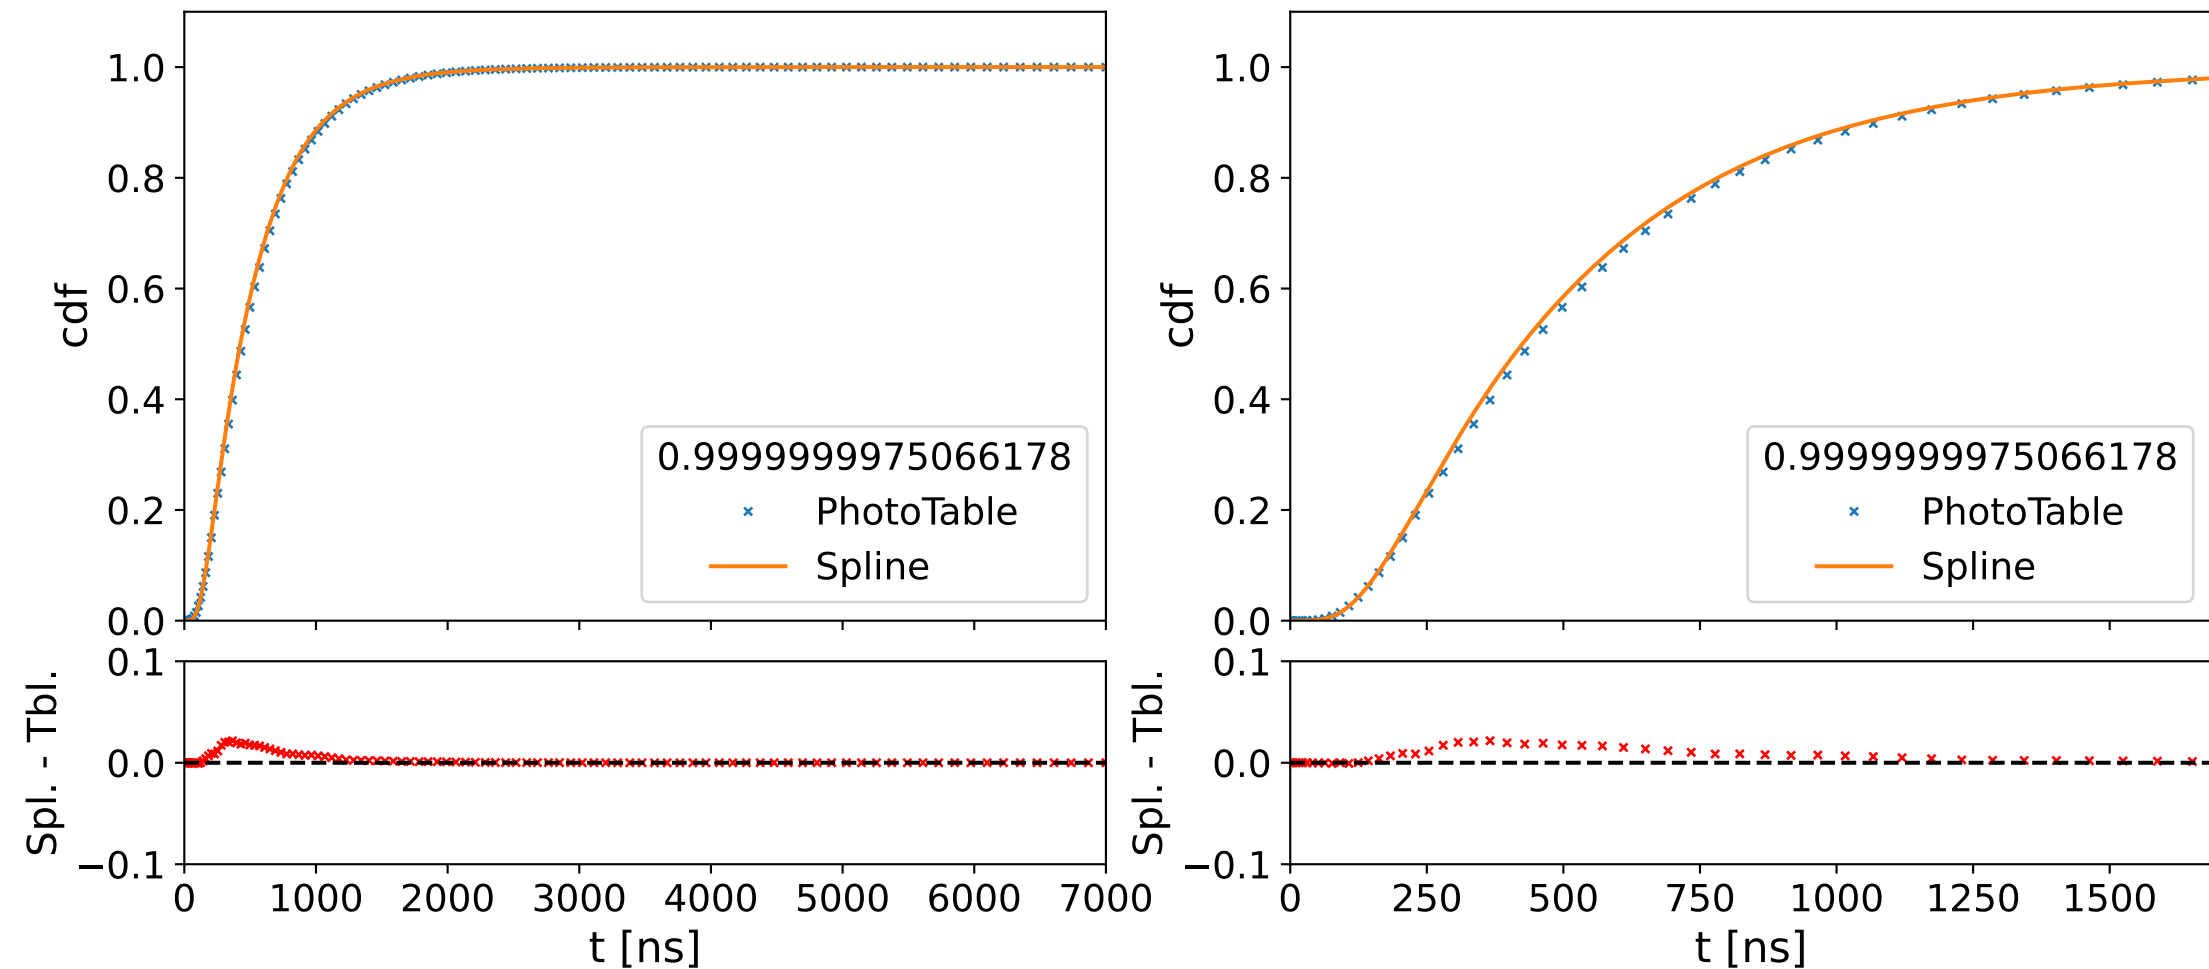 1.0
0.8
0.6
0.4
0.2
0.0
cdf
0.9999999975066178
PhotoTable
Spline
0.1
0.0
−0.1
Spl. - Tbl.
0 1000 2000 3000 4000 5000 6000 7000
t [ns]
1.0
0.8
0.6
0.4
0.2
0.0
cdf
0.9999999975066178
PhotoTable
Spline
0.1
0.0
−0.1
Spl. - Tbl.
0 250 500 750 1000 1250 1500
t [ns]